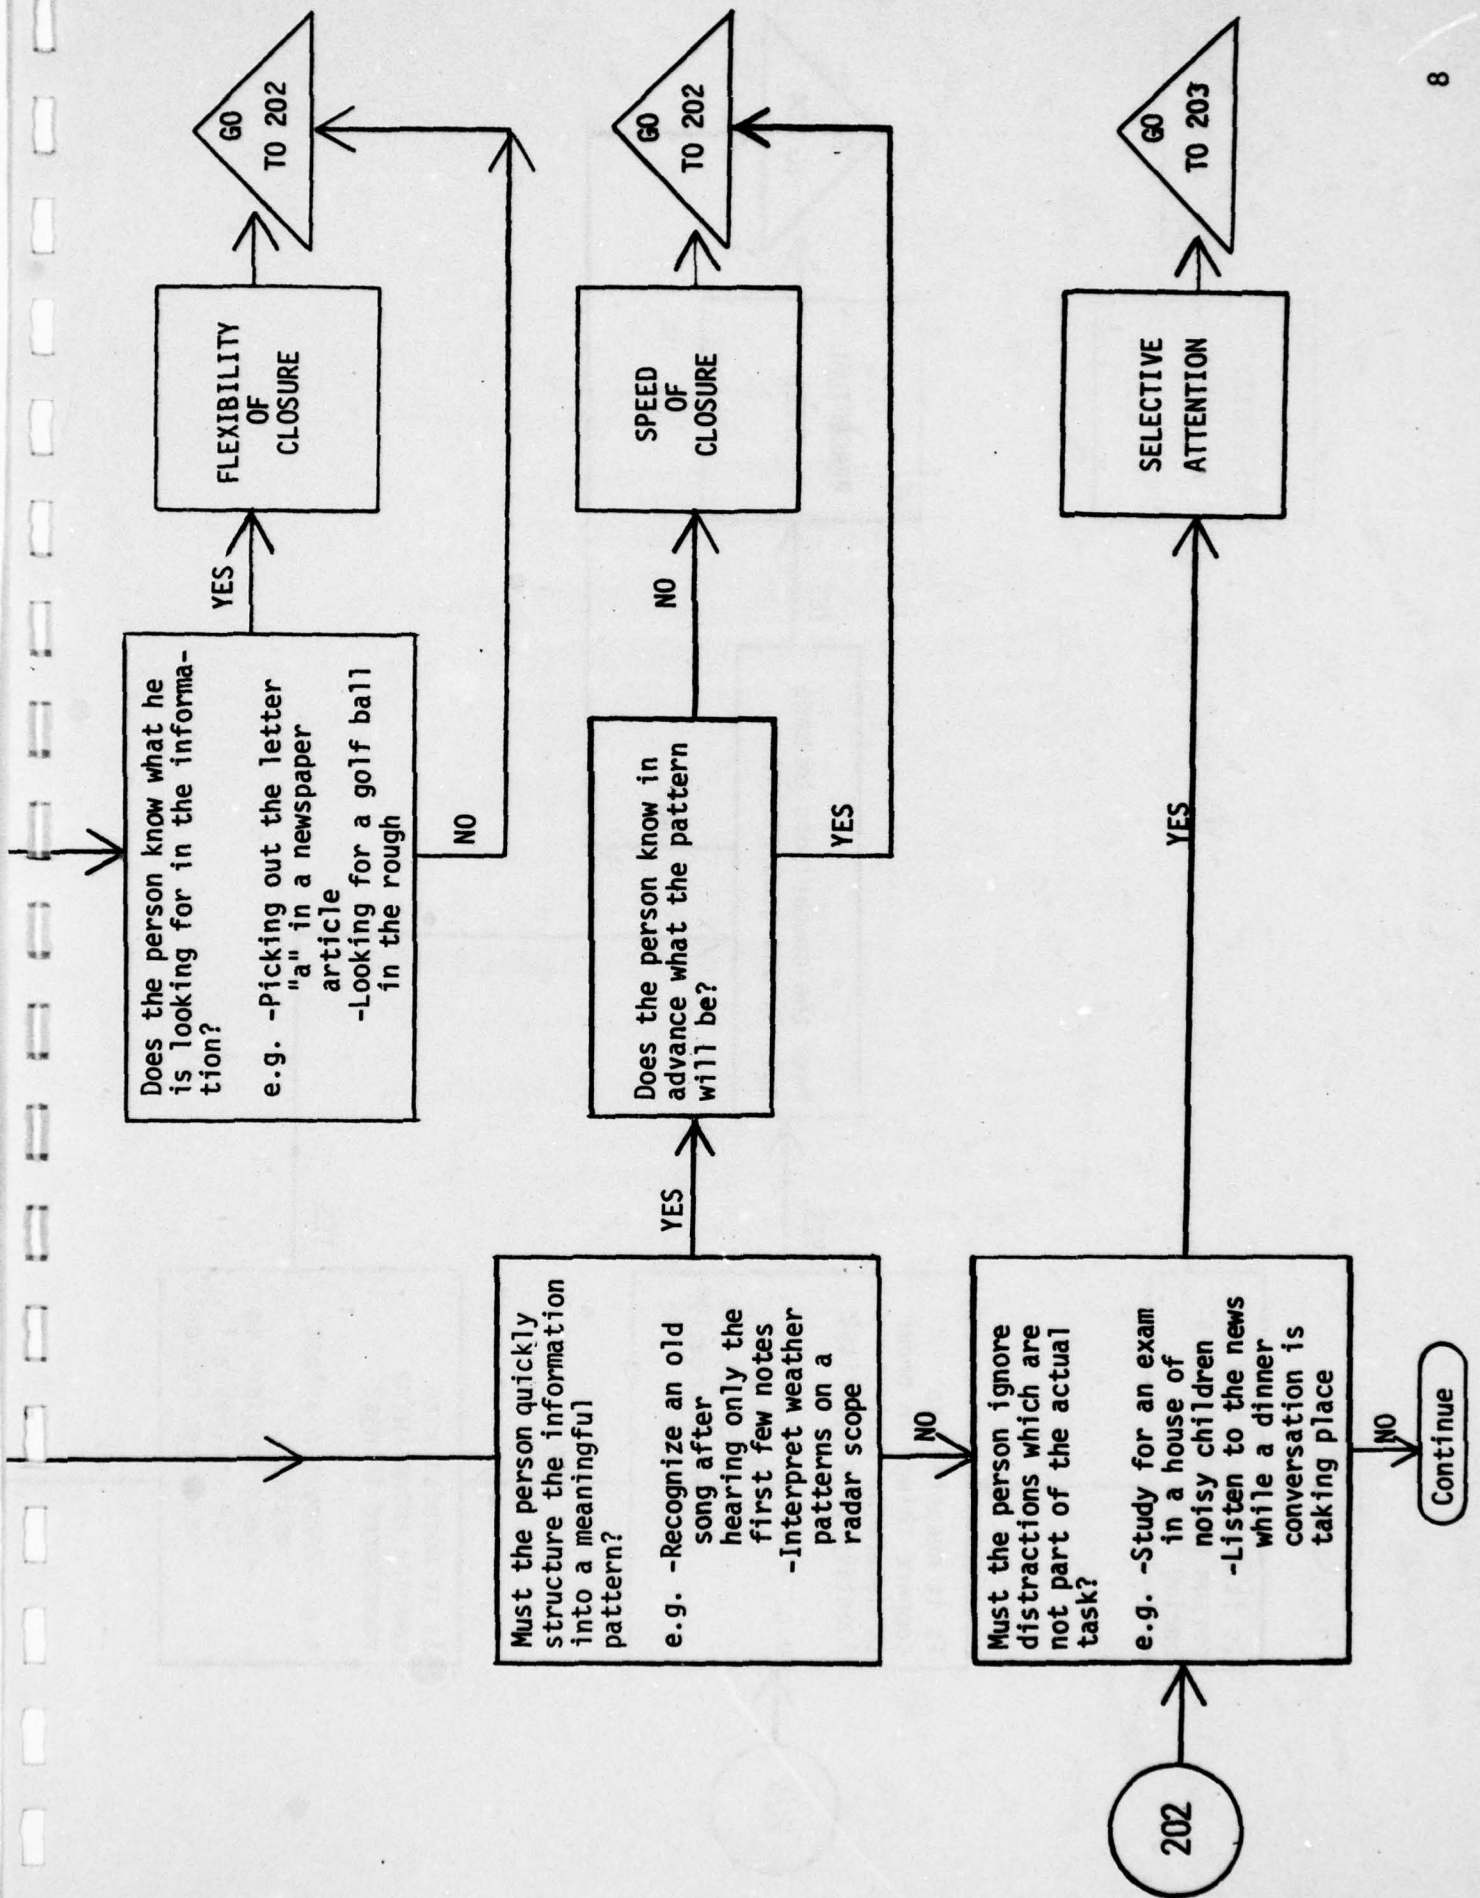 Does the person know what he
is looking for in the informa-
tion?
e.g. -Picking out the letter
"a" in a newspaper
article
-Looking for a golf ball
in the rough
YES
NO
FLEXIBILITY
OF
CLOSURE
GO
TO 202
Must the person quickly
structure the information
into a meaningful
pattern?
e.g. -Recognize an old
song after
hearing only the
first few notes
-Interpret weather
patterns on a
radar scope
YES
NO
Does the person know in
advance what the pattern
will be?
NO
YES
SPEED
OF
CLOSURE
GO
TO 202
202
Must the person ignore
distractions which are
not part of the actual
task?
e.g. -Study for an exam
in a house of
noisy children
-Listen to the news
while a dinner
conversation is
taking place
YES
NO
SELECTIVE
ATTENTION
GO
TO 203
Continue
8